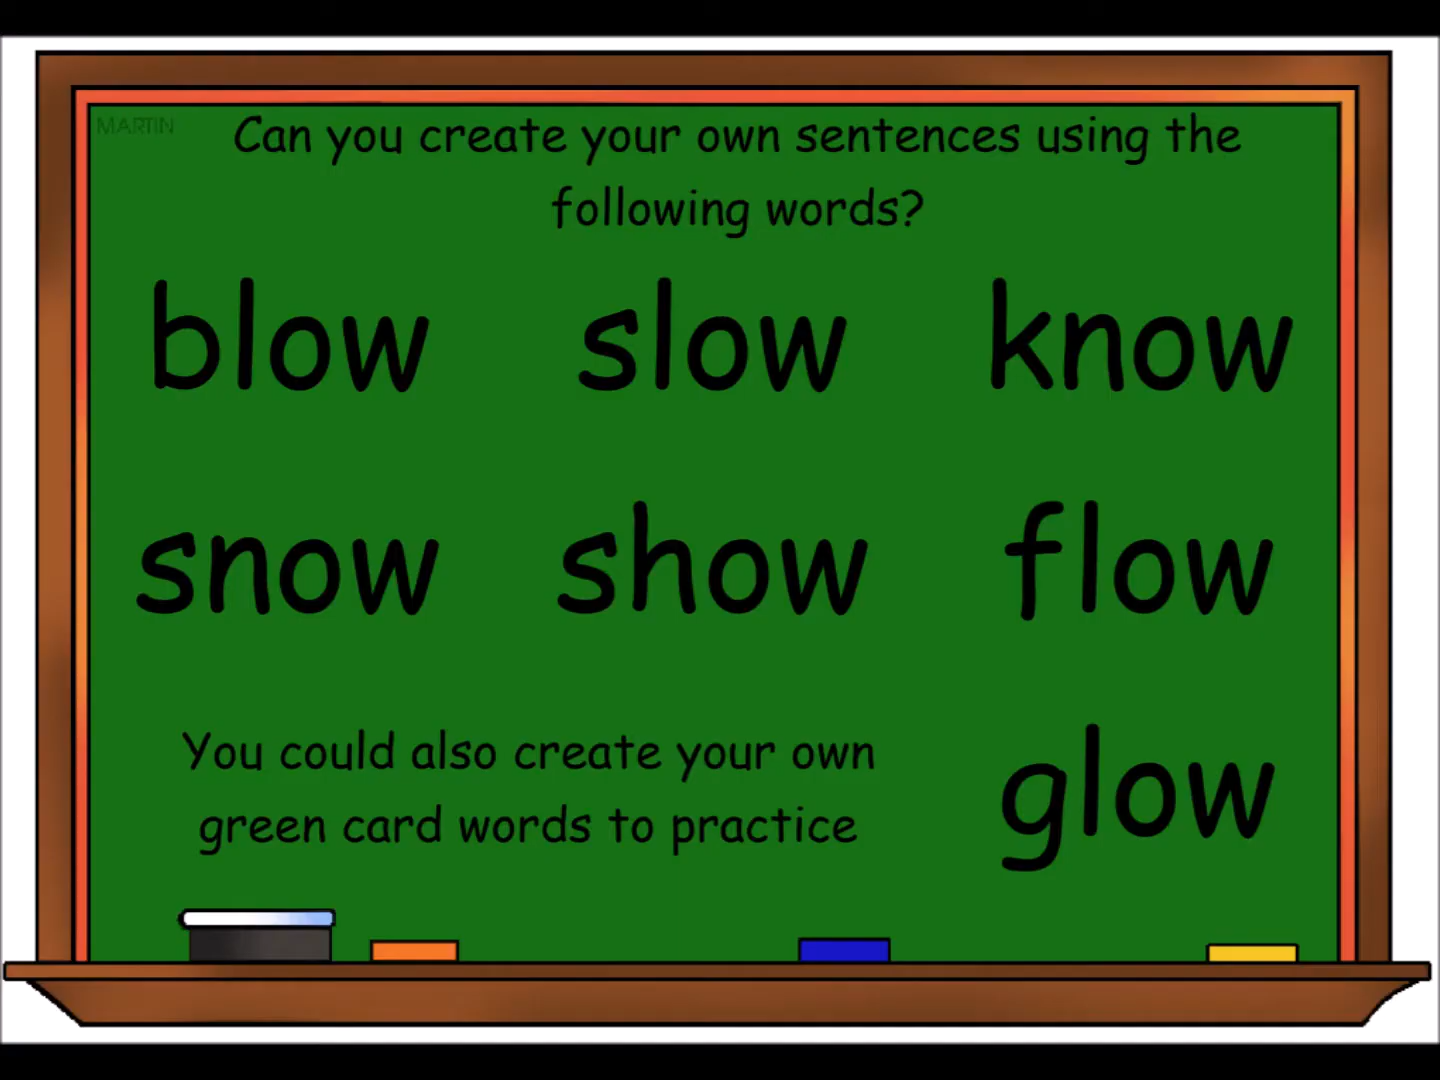 MARTIN
Can you create your own sentences using the
following words?
blow slow know
snow show flow
glow
You could also create your own
green card words to practice